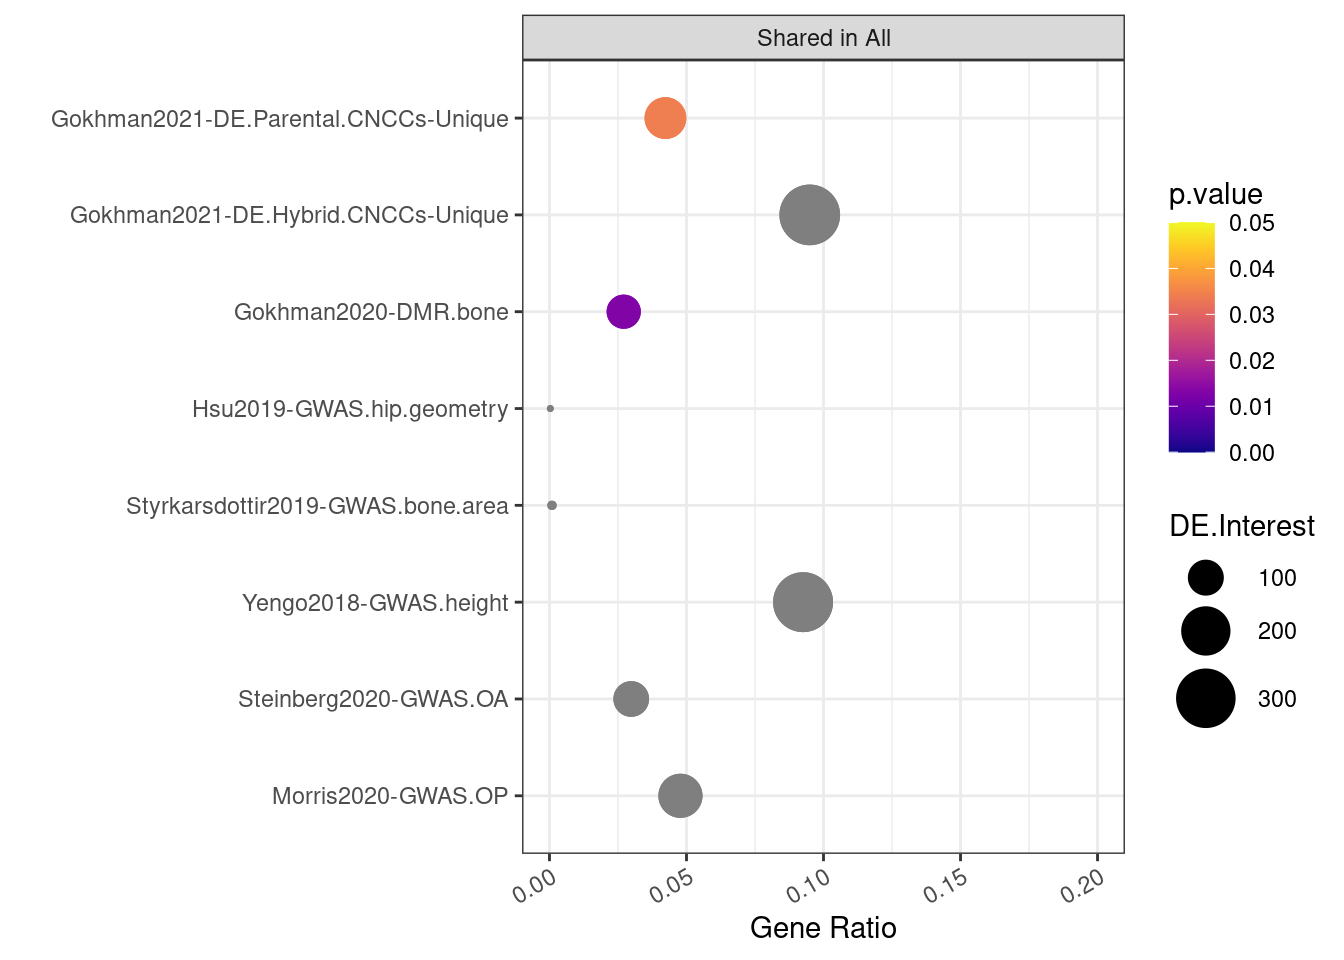 Shared in All
Gokhman2021-DE.Parental.CNCCs-Unique
Gokhman2021-DE.Hybrid.CNCCs-Unique
Gokhman2020-DMR.bone
Hsu2019-GWAS.hip.geometry
Styrkarsdottir2019-GWAS.bone.area
Yengo2018-GWAS.height
Steinberg2020-GWAS.OA
Morris2020-GWAS.OP
0.00
0.05
0.10
0.15
0.20
Gene Ratio
p.value
0.05
0.04
0.03
0.02
0.01
0.00
DE.Interest
100
200
300